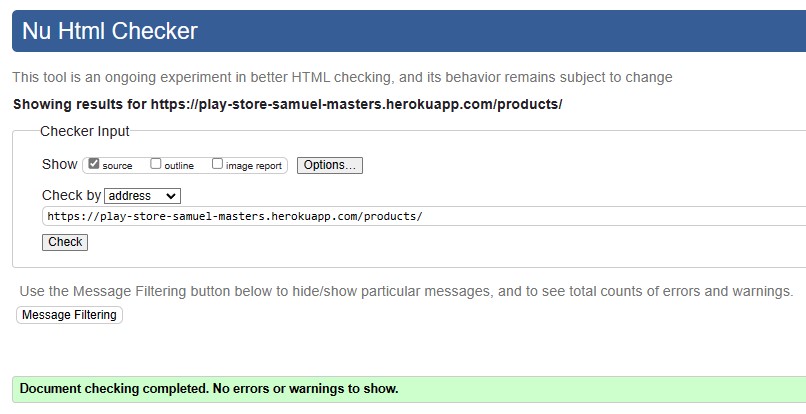 Nu Html Checker
This tool is an ongoing experiment in better HTML checking, and its behavior remains subject to change
Showing results for https://play-store-samuel-masters.herokuapp.com/products/
Checker Input
Show source outline image report Options...
Check by address
https://play-store-samuel-masters.herokuapp.com/products/
Check
Use the Message Filtering button below to hide/show particular messages, and to see total counts of errors and warnings.
Message Filtering
Document checking completed. No errors or warnings to show.